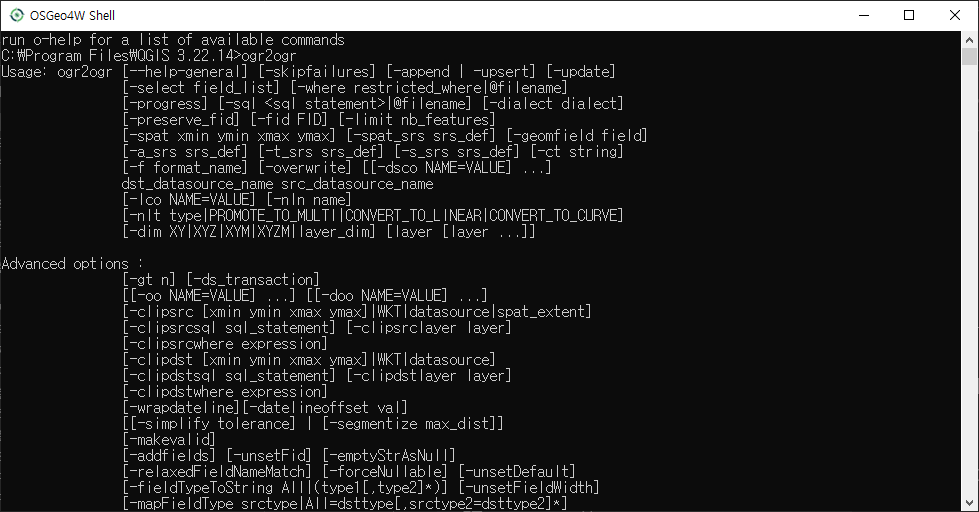 OSGeo4W Shell
run o-help for a list of available commands
C:₩Program Files₩QGIS 3.22.14>ogr2ogr
Usage: ogr2ogr [--help-general] [-skipfailures] [-append | -upsert] [-update]
[-select field_list] [-where restricted_where|@filename]
[-progress] [-sql <sql statement>|@filename] [-dialect dialect]
[-preserve_fid] [-fid FID] [-limit nb_features]
[-spat xmin ymin xmax ymax] [-spat_srs srs_def] [-geomfield field]
[-a_srs srs_def] [-t_srs srs_def] [-s_srs srs_def] [-ct string]
[-f format_name] [-overwrite] [[-dsco NAME=VALUE] ...]
dst_datasource_name src_datasource_name
[-lco NAME=VALUE] [-nln name]
[-nlt type|PROMOTE_TO_MULTI||CONVERT_TO_LINEAR|CONVERT_TO_CURVE]
[-dim XY|XYZ|XYM|XYZM|layer_dim] [layer [layer ...]]
Advanced options :
[-gt n] [-ds_transaction]
[[-oo NAME=VALUE] ...] [[-doo NAME=VALUE] ...]
[-clipsrc [xmin ymin xmax ymax]|WKT|datasource|spat_extent]
[-clipsrcsql sql_statement] [-clipsrclayer layer]
[-clipsrcwhere expression]
[-clipdst [xmin ymin xmax ymax]|WKT|datasource]
[-clipdstsql sql_statement] [-clipdstlayer layer]
[-clipdstwhere expression]
[-wrapdateline][-datelineoffset val]
[[-simplify tolerance] | [-segmentize max_dist]]
[-makevalid]
[-addfields] [-unsetFid] [-emptyStrAsNull]
[-relaxedFieldNameMatch] [-forceNullable] [-unsetDefault]
[-fieldTypeToString All|(type1[,type2]*)] [-unsetFieldWidth]
[-mapFieldType srctype|All=dsttype[,srctype2=dsttype2]*]